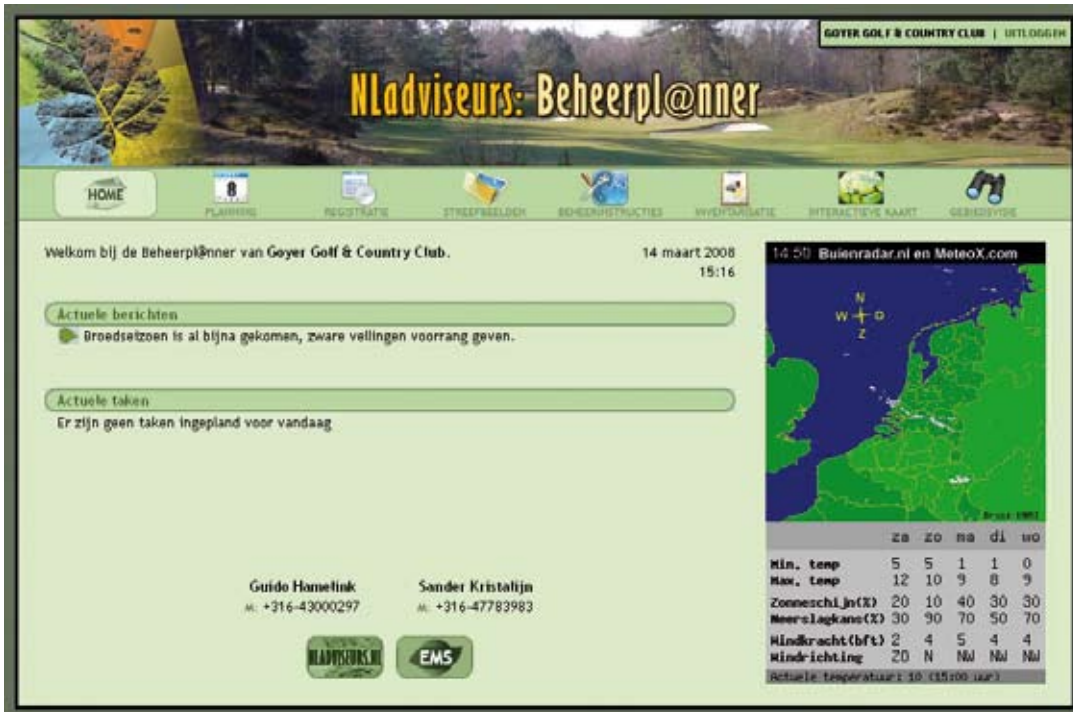 GOYER GOLF & COUNTRY CLUB | UITLOGGEN
NLadviseurs: Beheerpl@nner
HOME
8
PLANNING
REGISTRATIE
STREEFBEELDEN
BEHEERINSTRUCTIES
INVENTARISATIE
INTERACTIEVE KAART
GEBIEDSVISIE
Welkom bij de Beheerpl@nner van Goyer Golf & Country Club.
14 maart 2008
15:16
Actuele berichten
Broedseizoen is al bijna gekomen, zware vellingen voorrang geven.
Actuele taken
Er zijn geen taken ingepland voor vandaag
Guido Hamelink
M: +316-43000297
Sander Kristalijn
M: +316-47783983
NLADVISEURS.NL
EMS
14:50 Buienradar.nl en MeteoX.com
N
W O
Z
za zo ma di wo
Min. temp 5 5 1 1 0
Max. temp 12 10 9 8 9
Zonneschijn(%) 20 10 40 30 30
Neerslagkans(%) 30 90 70 50 70
Windkracht(bft) 2 4 5 4 4
Windrichting ZO N NW NW NW
Actuele temperatuur: 10 (15:00 uur)